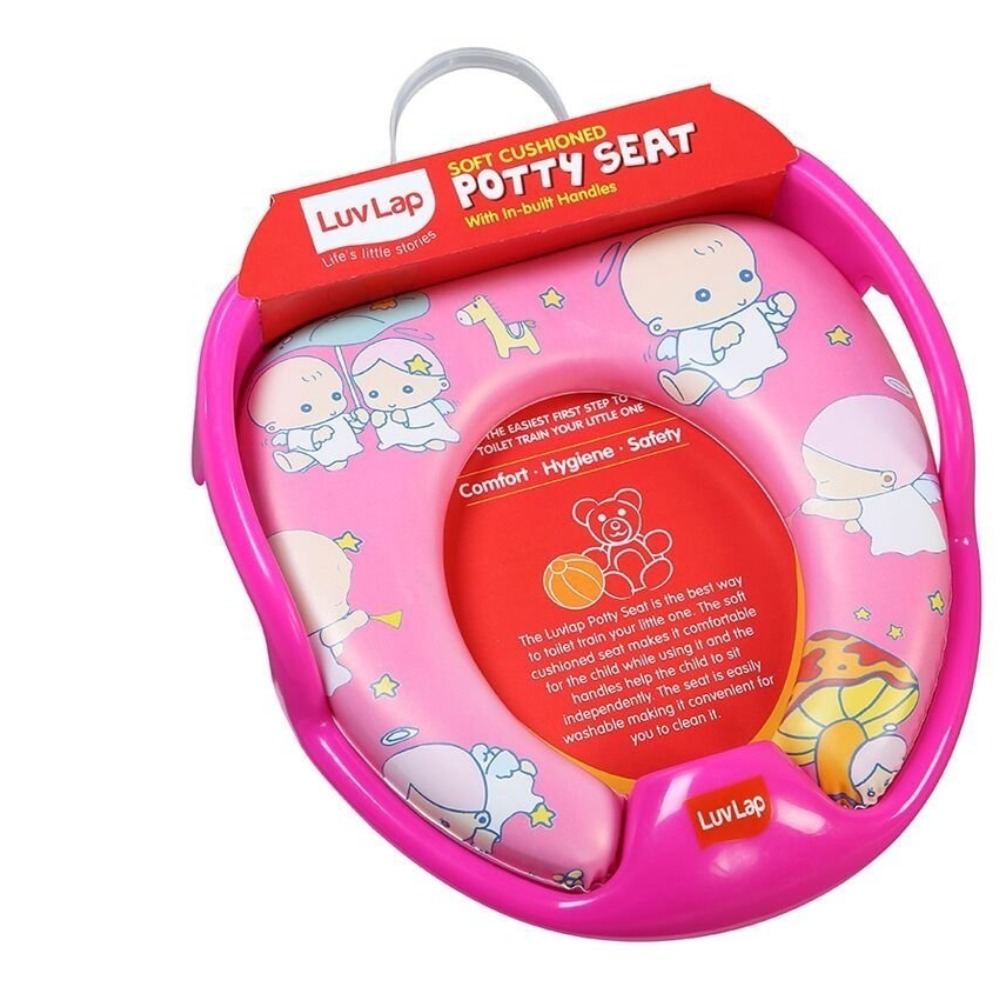 SOFT CUSHIONED
POTTY SEAT
With In-built Handles
LuvLap
Life's little stories
THE EASIEST FIRST STEP TO
TOILET TRAIN YOUR LITTLE ONE
Comfort · Hygiene · Safety
The Luvlap Potty Seat is the best way
to toilet train your little one. The soft
cushioned seat makes it comfortable
for the child while using it and the
handles help the child to sit
independently. The seat is easily
washable making it convenient for
you to clean it.
LuvLap